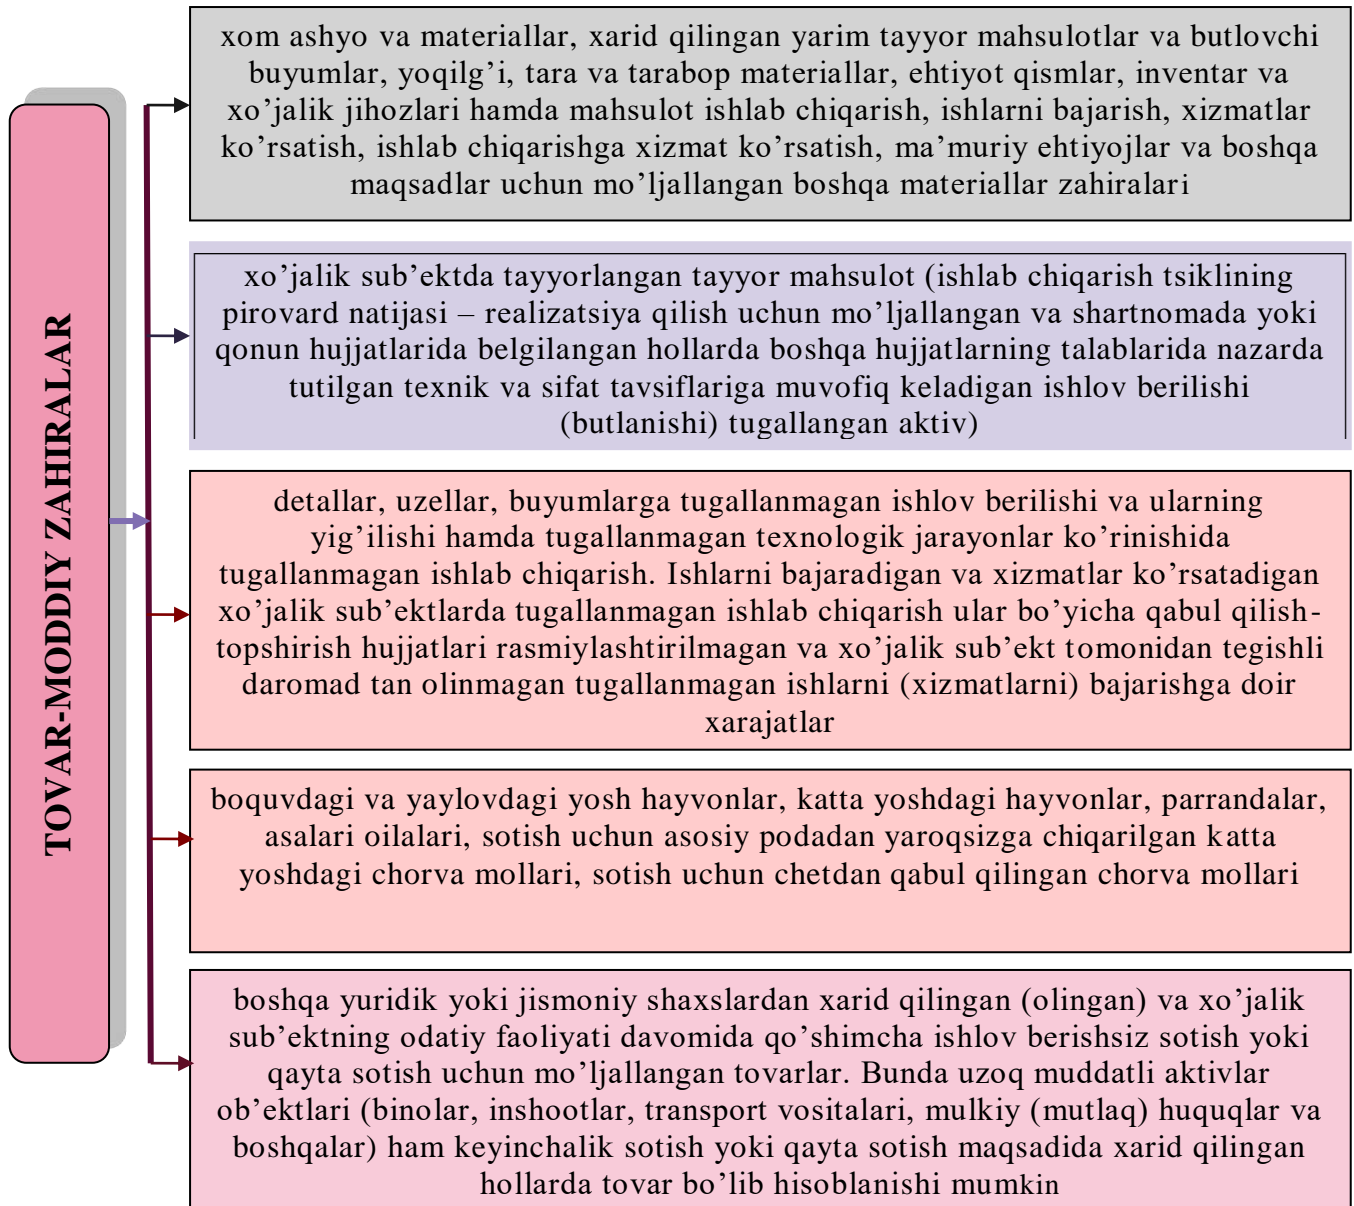 TOVAR-MODDIY ZAHIRALAR
xom ashyo va materiallar, xarid qilingan yarim tayyor mahsulotlar va butlovchi
buyumlar, yoqilg’i, tara va tarabop materiallar, ehtiyot qismlar, inventar va
xo’jalik jihozlari hamda mahsulot ishlab chiqarish, ishlarni bajarish, xizmatlar
ko’rsatish, ishlab chiqarishga xizmat ko’rsatish, ma’muriy ehtiyojlar va boshqa
maqsadlar uchun mo’ljallangan boshqa materiallar zahiralari
xo’jalik sub’ektda tayyorlangan tayyor mahsulot (ishlab chiqarish tsiklining
pirovard natijasi – realizatsiya qilish uchun mo’ljallangan va shartnomada yoki
qonun hujjatlarida belgilangan hollarda boshqa hujjatlarning talablarida nazarda
tutilgan texnik va sifat tavsiflariga muvofiq keladigan ishlov berilishi
(butlanishi) tugallangan aktiv)
detallar, uzellar, buyumlarga tugallanmagan ishlov berilishi va ularning
yig’ilishi hamda tugallanmagan texnologik jarayonlar ko’rinishida
tugallanmagan ishlab chiqarish. Ishlarni bajaradigan va xizmatlar ko’rsatadigan
xo’jalik sub’ektlarda tugallanmagan ishlab chiqarish ular bo’yicha qabul qilish-
topshirish hujjatlari rasmiylashtirilmagan va xo’jalik sub’ekt tomonidan tegishli
daromad tan olinmagan tugallanmagan ishlarni (xizmatlarni) bajarishga doir
xarajatlar
boquvdagi va yaylovdagi yosh hayvonlar, katta yoshdagi hayvonlar, parrandalar,
asalari oilalari, sotish uchun asosiy podadan yaroqsizga chiqarilgan katta
yoshdagi chorva mollari, sotish uchun chetdan qabul qilingan chorva mollari
boshqa yuridik yoki jismoniy shaxslardan xarid qilingan (olingan) va xo’jalik
sub’ektning odatiy faoliyati davomida qo’shimcha ishlov berishsiz sotish yoki
qayta sotish uchun mo’ljallangan tovarlar. Bunda uzoq muddatli aktivlar
ob’ektlari (binolar, inshootlar, transport vositalari, mulkiy (mutlaq) huquqlar va
boshqalar) ham keyinchalik sotish yoki qayta sotish maqsadida xarid qilingan
hollarda tovar bo’lib hisoblanishi mumkin